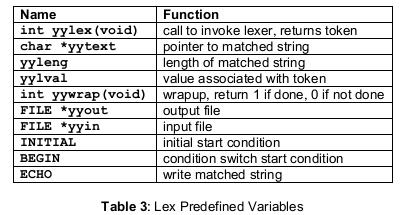 Name Function
int yylex(void) call to invoke lexer, returns token
char *yytext pointer to matched string
yyleng length of matched string
yylval value associated with token
int yywrap(void) wrapup, return 1 if done, 0 if not done
FILE *yyout output file
FILE *yyin input file
INITIAL initial start condition
BEGIN condition switch start condition
ECHO write matched string
Table 3: Lex Predefined Variables